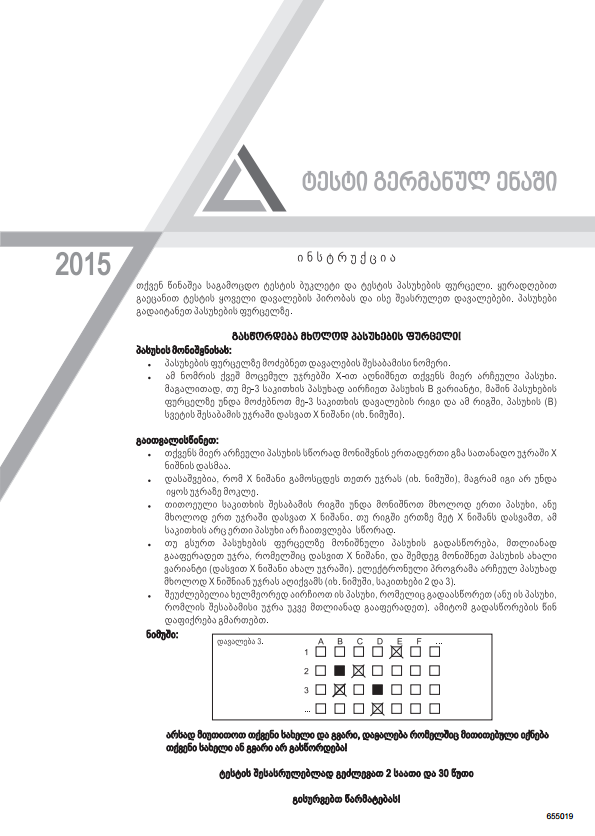 ტესტი გერმანულ ენაში
2015
ინსტრუქცია
თქვენ წინაშეა საგამოცდო ტესტის ბუკლეტი და ტესტის პასუხების ფურცელი. ყურადღებით
გაეცანით ტესტის ყოველი დავალების პირობას და ისე შეასრულეთ დავალებები. პასუხები
გადაიტანეთ პასუხების ფურცელზე.
გასწორდება მხოლოდ პასუხების ფურცელი!
პასუხის მონიშვნისას:
• პასუხების ფურცელზე მოძებნეთ დავალების შესაბამისი ნომერი.
• ამ ნომრის ქვეშ მოცემულ უჯრებში X-ით აღნიშნეთ თქვენს მიერ არჩეული პასუხი.
მაგალითად, თუ მე-3 საკითხის პასუხად აირჩიეთ პასუხის B ვარიანტი, მაშინ პასუხების
ფურცელზე უნდა მოძებნოთ მე-3 საკითხის დავალების რიგი და ამ რიგში, პასუხის (B)
სვეტის შესაბამის უჯრაში დასვათ X ნიშანი (იხ. ნიმუში).
გაითვალისწინეთ:
• თქვენს მიერ არჩეული პასუხის სწორად მონიშვნის ერთადერთი გზა სათანადო უჯრაში X
ნიშნის დასმაა.
• დასაშვებია, რომ X ნიშანი გამოსცდეს თეთრ უჯრას (იხ. ნიმუში), მაგრამ იგი არ უნდა
იყოს უჯრაზე მოკლე.
• თითოეული საკითხის შესაბამის რიგში უნდა მონიშნოთ მხოლოდ ერთი პასუხი, ანუ
მხოლოდ ერთ უჯრაში დასვათ X ნიშანი. თუ რიგში ერთზე მეტ X ნიშანს დასვამთ, ამ
საკითხის არც ერთი პასუხი არ ჩაითვლება სწორად.
• თუ გსურთ პასუხების ფურცელზე მონიშნული პასუხის გადასწორება, მთლიანად
გააფერადეთ უჯრა, რომელშიც დასვით X ნიშანი, და შემდეგ მონიშნეთ პასუხის ახალი
ვარიანტი (დასვით X ნიშანი ახალ უჯრაში). ელექტრონული პროგრამა არჩეულ პასუხად
მხოლოდ X ნიშნიან უჯრას აღიქვამს (იხ. ნიმუში, საკითხები 2 და 3).
• შეუძლებელია ხელმეორედ აირჩიოთ ის პასუხი, რომელიც გადაასწორეთ (ანუ ის პასუხი,
რომლის შესაბამისი უჯრა უკვე მთლიანად გააფერადეთ). ამიტომ გადასწორების წინ
დაფიქრება გმართებთ.
ნიმუში:
დავალება 3.
A B C D E F ...
1
2
3
...
არსად მიუთითოთ თქვენი სახელი და გვარი, დავალება რომელშიც მითითებული იქნება
თქვენი სახელი ან გვარი არ გასწორდება!
ტესტის შესასრულებლად გეძლევათ 2 საათი და 30 წუთი
გისურვებთ წარმატებას!
655019